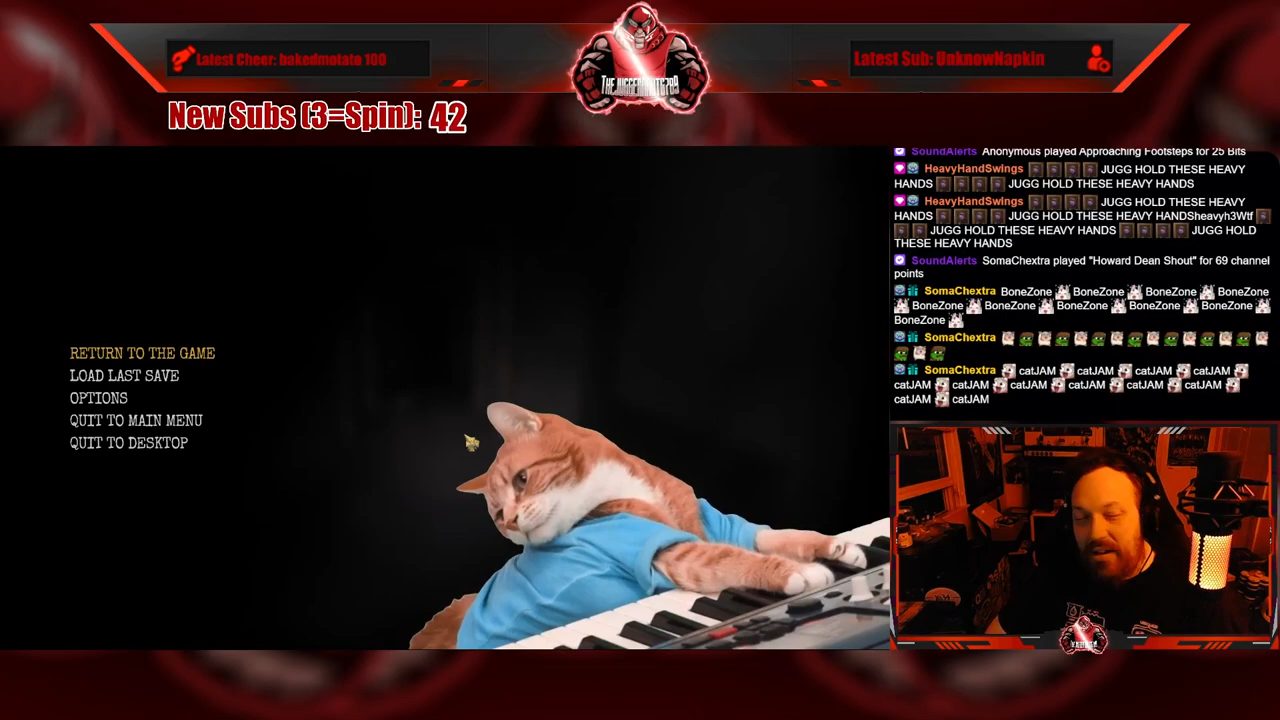 Latest Cheer: bakedmotato 100
THEJUGGERNAUTG789
Latest Sub: UnknowNapkin
New Subs (3=Spin): 42
RETURN TO THE GAME
LOAD LAST SAVE
OPTIONS
QUIT TO MAIN MENU
QUIT TO DESKTOP
SoundAlerts Anonymous played Approaching Footsteps for 25 Bits
HeavyHandSwings JUGG HOLD THESE HEAVY
HANDS JUGG HOLD THESE HEAVY HANDS
HeavyHandSwings JUGG HOLD THESE HEAVY
HANDS JUGG HOLD THESE HEAVY HANDSheavyh3Wtf
JUGG HOLD THESE HEAVY HANDS JUGG HOLD
THESE HEAVY HANDS
SoundAlerts SomaChextra played "Howard Dean Shout" for 69 channel
points
SomaChextra BoneZone BoneZone BoneZone BoneZone
BoneZone BoneZone BoneZone BoneZone BoneZone
BoneZone
SomaChextra
SomaChextra catJAM catJAM catJAM catJAM
catJAM catJAM catJAM catJAM catJAM
catJAM catJAM